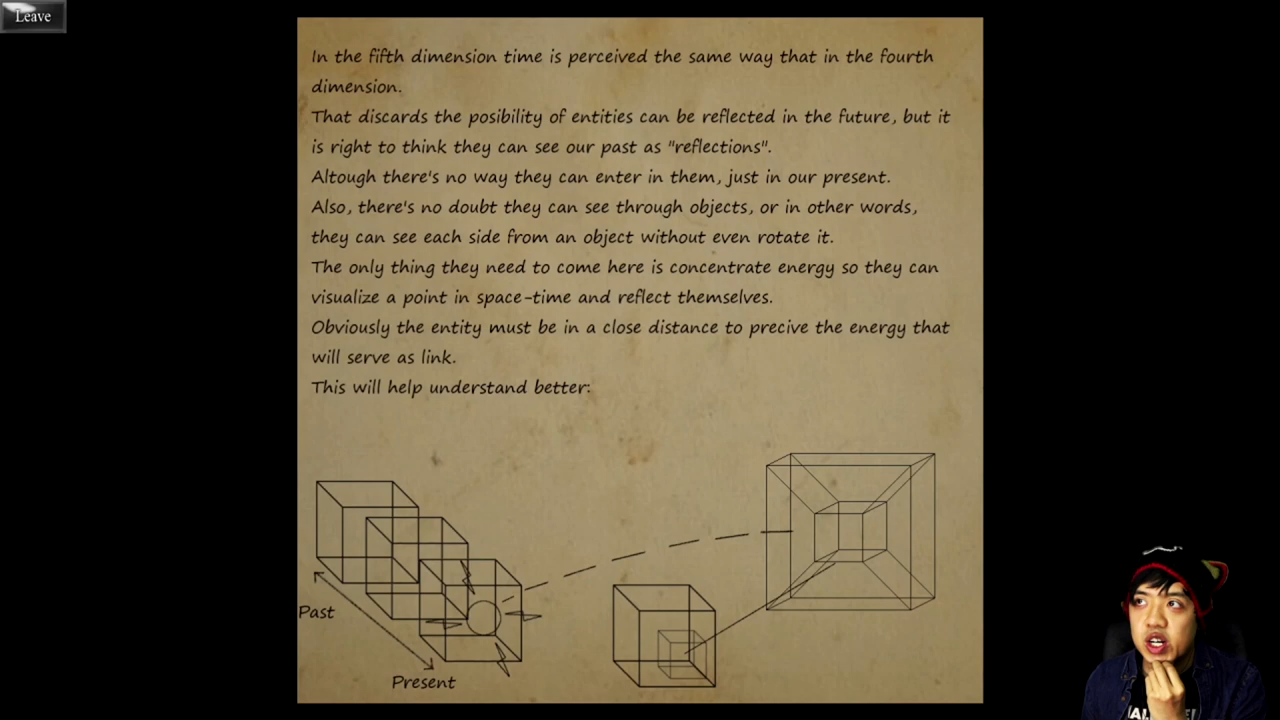 Leave
In the fifth dimension time is perceived the same way that in the fourth
dimension.
That discards the posibility of entities can be reflected in the future, but it
is right to think they can see our past as "reflections".
Altough there's no way they can enter in them, just in our present.
Also, there's no doubt they can see through objects, or in other words,
they can see each side from an object without even rotate it.
The only thing they need to come here is concentrate energy so they can
visualize a point in space-time and reflect themselves.
Obviously the entity must be in a close distance to precive the energy that
will serve as link.
This will help understand better:
Past
Present